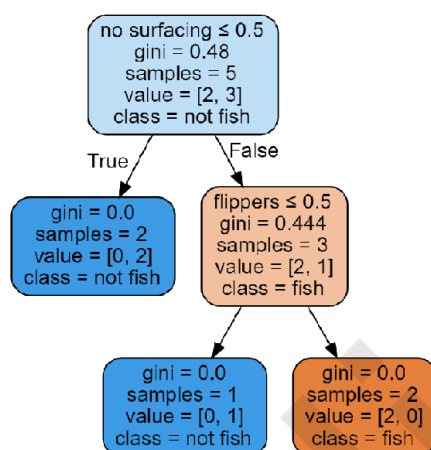 no surfacing ≤ 0.5
gini = 0.48
samples = 5
value = [2, 3]
class = not fish
True
False
gini = 0.0
samples = 2
value = [0, 2]
class = not fish
flippers ≤ 0.5
gini = 0.444
samples = 3
value = [2, 1]
class = fish
gini = 0.0
samples = 1
value = [0, 1]
class = not fish
gini = 0.0
samples = 2
value = [2, 0]
class = fish